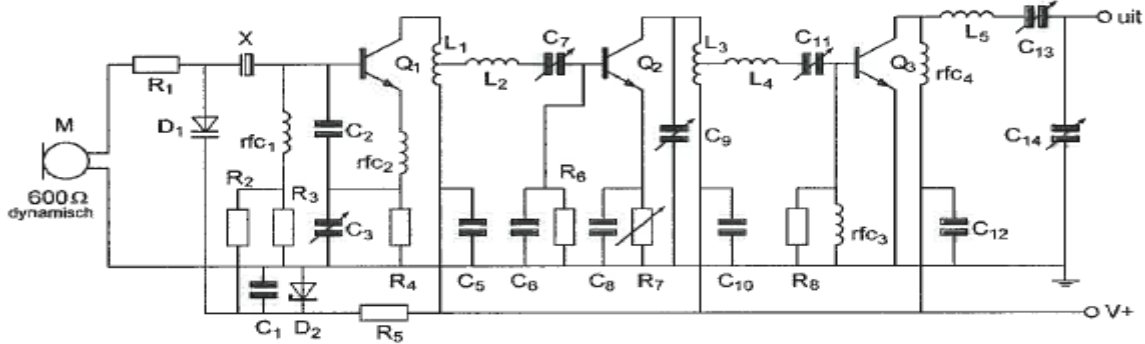 uit
C₁₃
L₅
X
L₁
C₇
L₃
C₁₁
Q₁
L₂
Q₂
L₄
Q₃
rfc₄
R₁
M
D₁
rfc₁
C₂
rfc₂
C₉
C₁₄
600Ω
dynamisch
R₂
R₃
C₃
R₆
rfc₃
C₁₂
R₄
C₅
C₆
C₈
R₇
C₁₀
R₈
C₁
D₂
R₅
V+